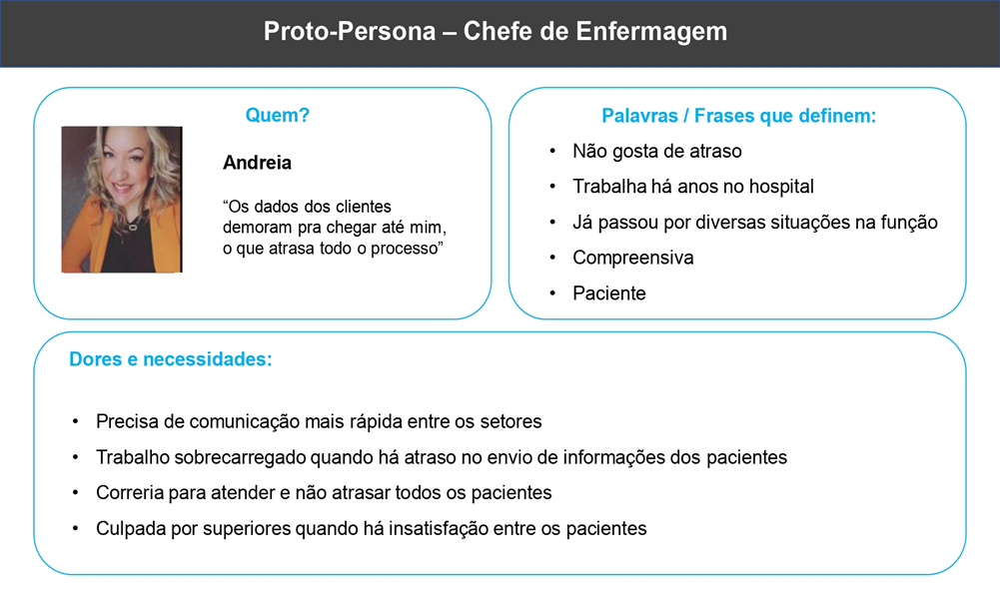 Proto-Persona – Chefe de Enfermagem
Quem?
Andreia
“Os dados dos clientes
demoram pra chegar até mim,
o que atrasa todo o processo”
Palavras / Frases que definem:
• Não gosta de atraso
• Trabalha há anos no hospital
• Já passou por diversas situações na função
• Compreensiva
• Paciente
Dores e necessidades:
• Precisa de comunicação mais rápida entre os setores
• Trabalho sobrecarregado quando há atraso no envio de informações dos pacientes
• Correria para atender e não atrasar todos os pacientes
• Culpada por superiores quando há insatisfação entre os pacientes